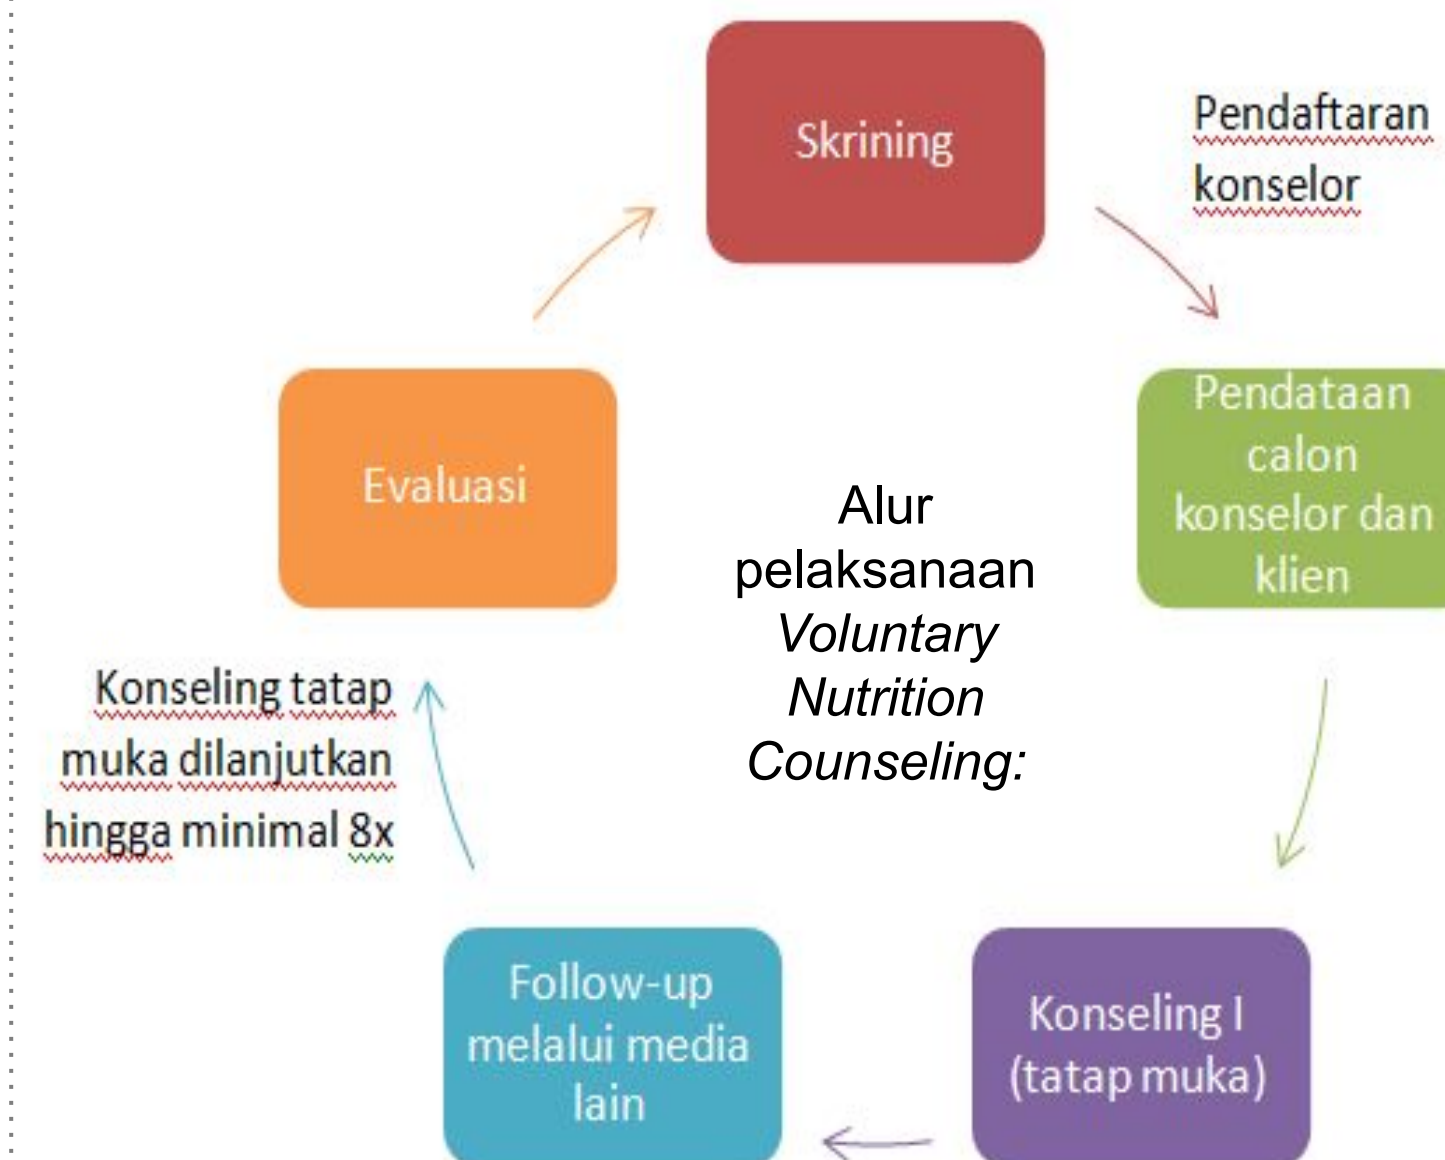 Skrining
Pendaftaran
konselor
Pendataan
calon
konselor dan
klien
Evaluasi
Alur
pelaksanaan
Voluntary
Nutrition
Counseling:
Konseling tatap
muka dilanjutkan
hingga minimal 8x
Follow-up
melalui media
lain
Konseling I
(tatap muka)